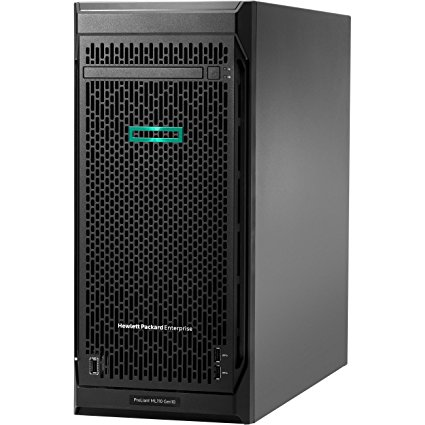 Hewlett Packard Enterprise
ProLiant ML110 Gen10